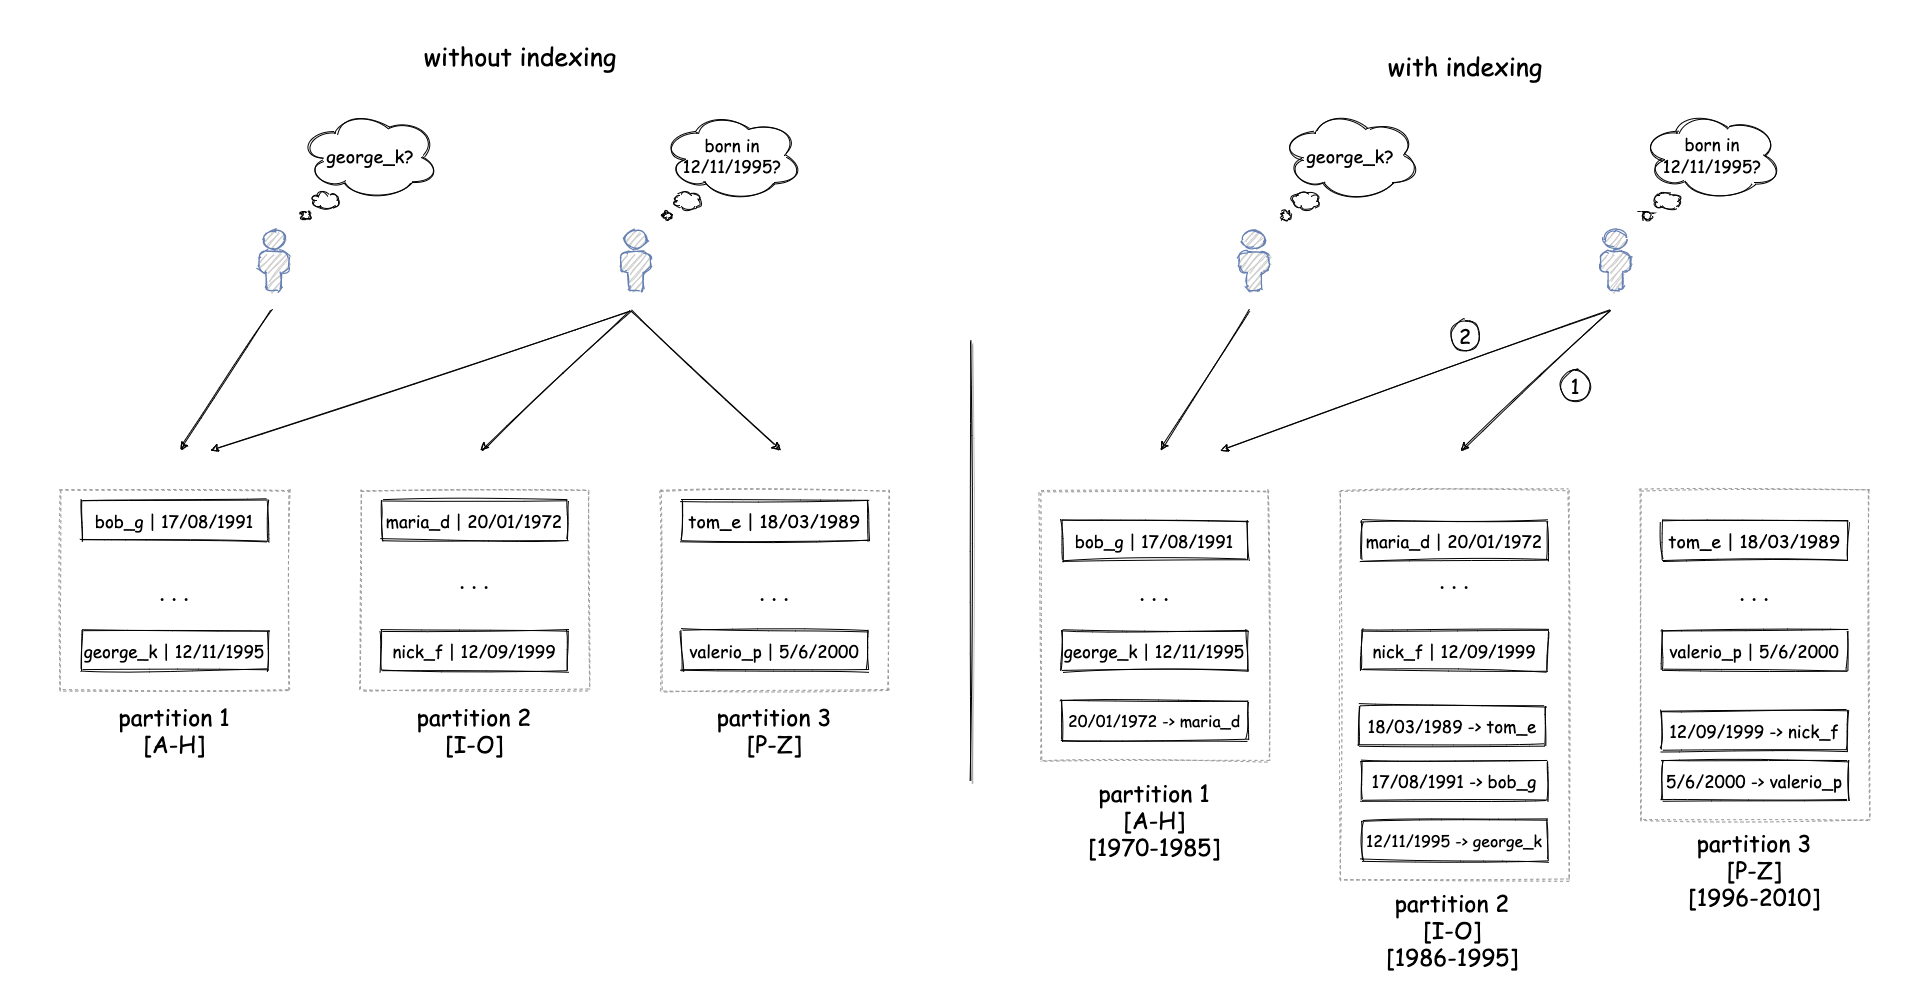 without indexing
george_k?
born in
12/11/1995?
bob_g | 17/08/1991
...
george_k | 12/11/1995
partition 1
[A-H]
maria_d | 20/01/1972
...
nick_f | 12/09/1999
partition 2
[I-O]
tom_e | 18/03/1989
...
valerio_p | 5/6/2000
partition 3
[P-Z]
with indexing
george_k?
born in
12/11/1995?
2
1
bob_g | 17/08/1991
...
george_k | 12/11/1995
20/01/1972 -> maria_d
partition 1
[A-H]
[1970-1985]
maria_d | 20/01/1972
...
nick_f | 12/09/1999
18/03/1989 -> tom_e
17/08/1991 -> bob_g
12/11/1995 -> george_k
partition 2
[I-O]
[1986-1995]
tom_e | 18/03/1989
...
valerio_p | 5/6/2000
12/09/1999 -> nick_f
5/6/2000 -> valerio_p
partition 3
[P-Z]
[1996-2010]